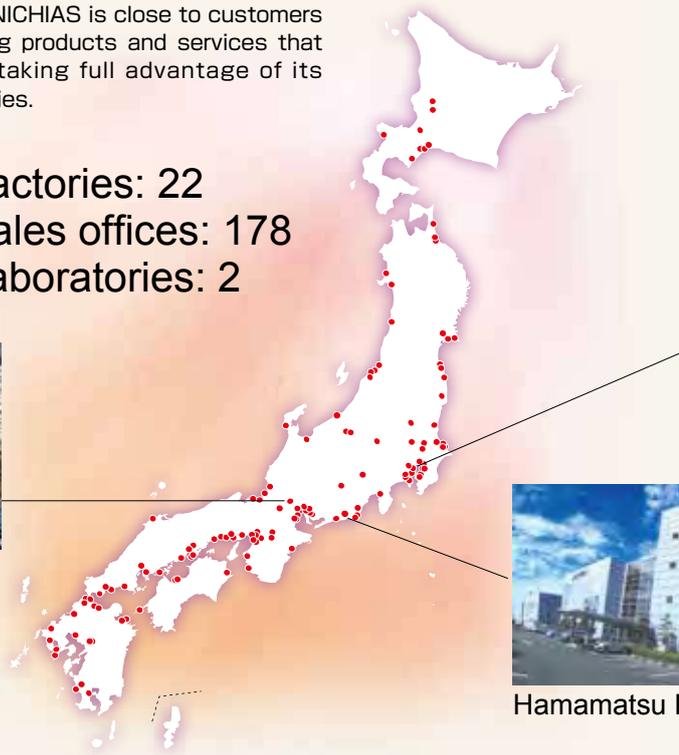 NICHIAS is close to customers
products and services that
taking full advantage of its
actories: 22
ales offices: 178
aboratories: 2
Hamamatsu